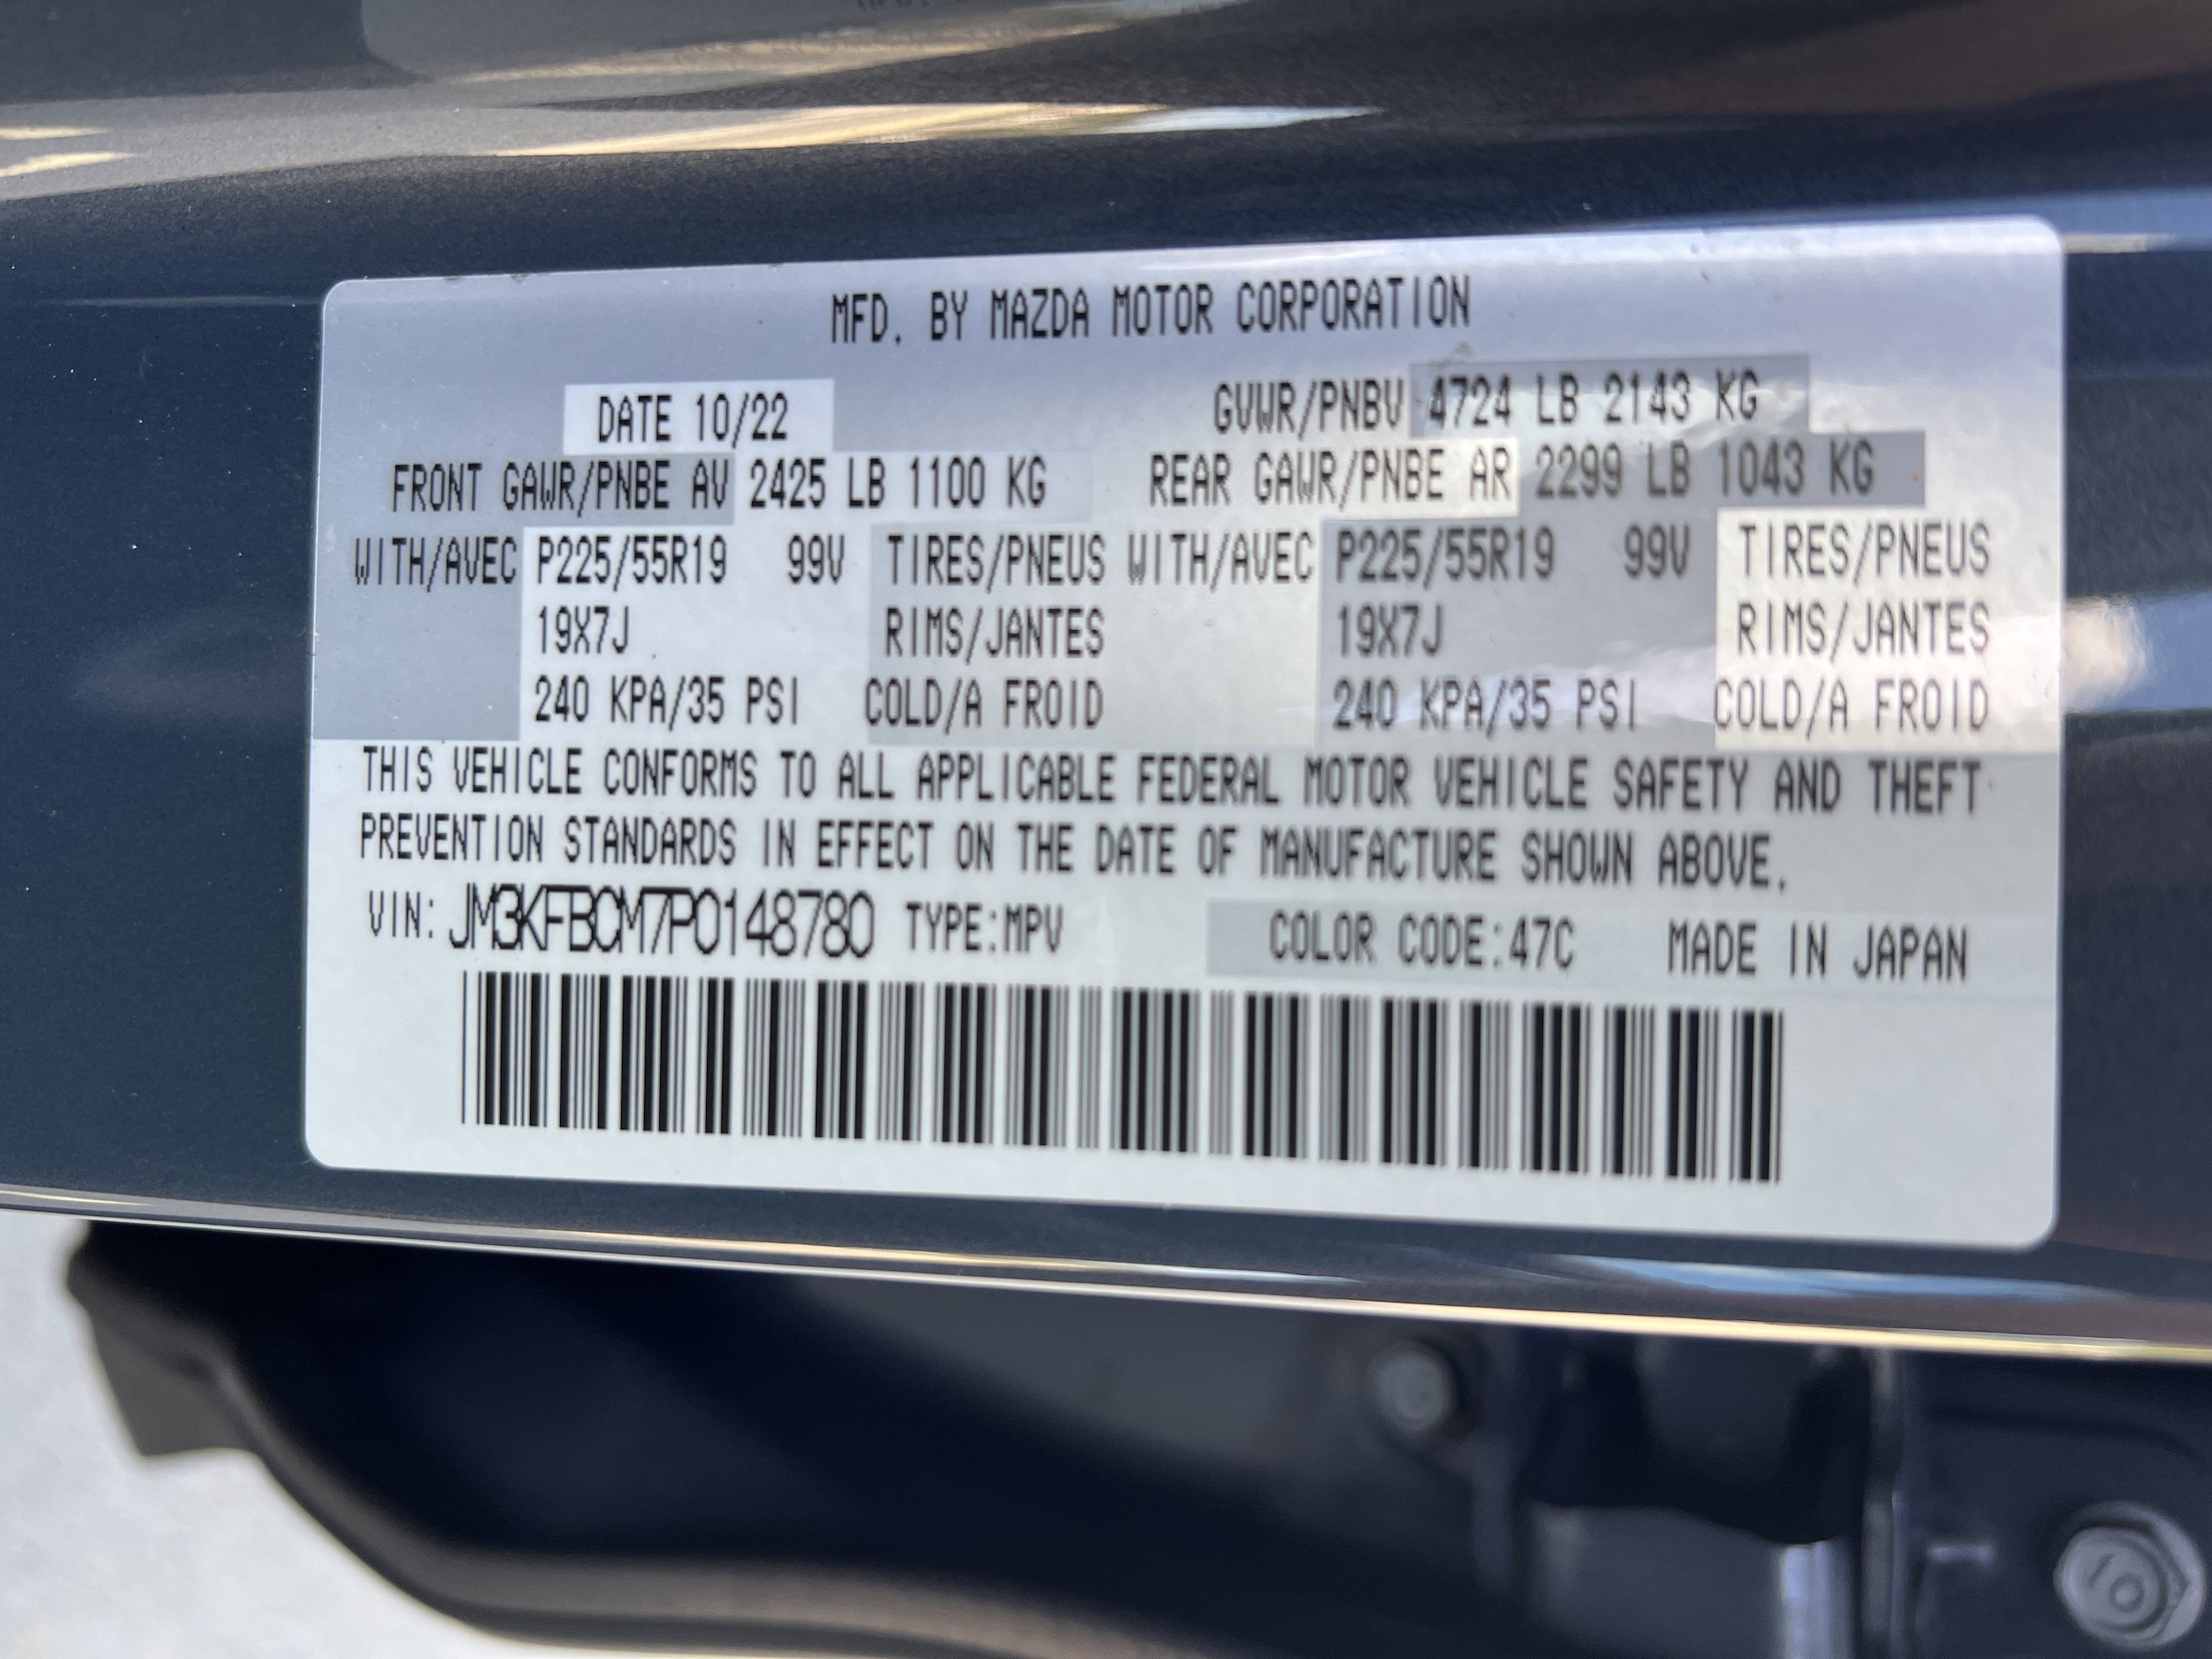 MFD. BY MAZDA MOTOR CORPORATION
DATE 10/22 GVWR/PNBV 4724 LB 2143 KG
FRONT GAWR/PNBE AV 2425 LB 1100 KG REAR GAWR/PNBE AR 2299 LB 1043 KG
WITH/AVEC P225/55R19 99V TIRES/PNEUS WITH/AVEC P225/55R19 99V TIRES/PNEUS
19X7J RIMS/JANTES 19X7J RIMS/JANTES
240 KPA/35 PSI COLD/A FROID 240 KPA/35 PSI COLD/A FROID
THIS VEHICLE CONFORMS TO ALL APPLICABLE FEDERAL MOTOR VEHICLE SAFETY AND THEFT
PREVENTION STANDARDS IN EFFECT ON THE DATE OF MANUFACTURE SHOWN ABOVE.
VIN: JM3KFBCM7P0148780 TYPE:MPV COLOR CODE:47C MADE IN JAPAN
10